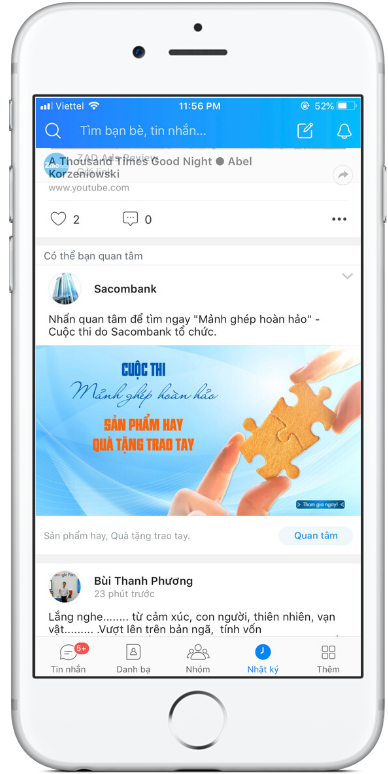 Viettel 11:56 PM 52%
Tìm bạn bè, tin nhắn...
A Thousand Times Good Night ● Abel
Korzeniowski
www.youtube.com
2 0
Có thể bạn quan tâm
Sacombank
Nhấn quan tâm để tìm ngay "Mảnh ghép hoàn hảo" -
Cuộc thi do Sacombank tổ chức.
CUỘC THI
Mảnh ghép hoàn hảo
SẢN PHẨM HAY
QUÀ TẶNG TRAO TAY
Tham gia ngay!
Sản phẩm hay, Quà tặng trao tay.
Quan tâm
Bùi Thanh Phương
23 phút trước
Lắng nghe........ từ cảm xúc, con người, thiên nhiên, vạn
vật......... .Vượt lên trên bản ngã, tính vốn
5+
Tin nhắn Danh bạ Nhóm Nhật ký Thêm